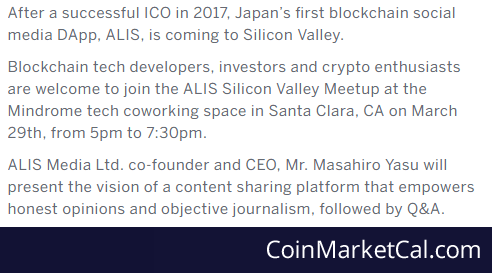 After a successful ICO in 2017, Japan's first blockchain social
media DApp, ALIS, is coming to Silicon Valley.
Blockchain tech developers, investors and crypto enthusiasts
are welcome to join the ALIS Silicon Valley Meetup at the
Mindrome tech coworking space in Santa Clara, CA on March
29th, from 5pm to 7:30pm.
ALIS Media Ltd. co-founder and CEO, Mr. Masahiro Yasu will
present the vision of a content sharing platform that empowers
honest opinions and objective journalism, followed by Q&A.
CoinMarketCal.com